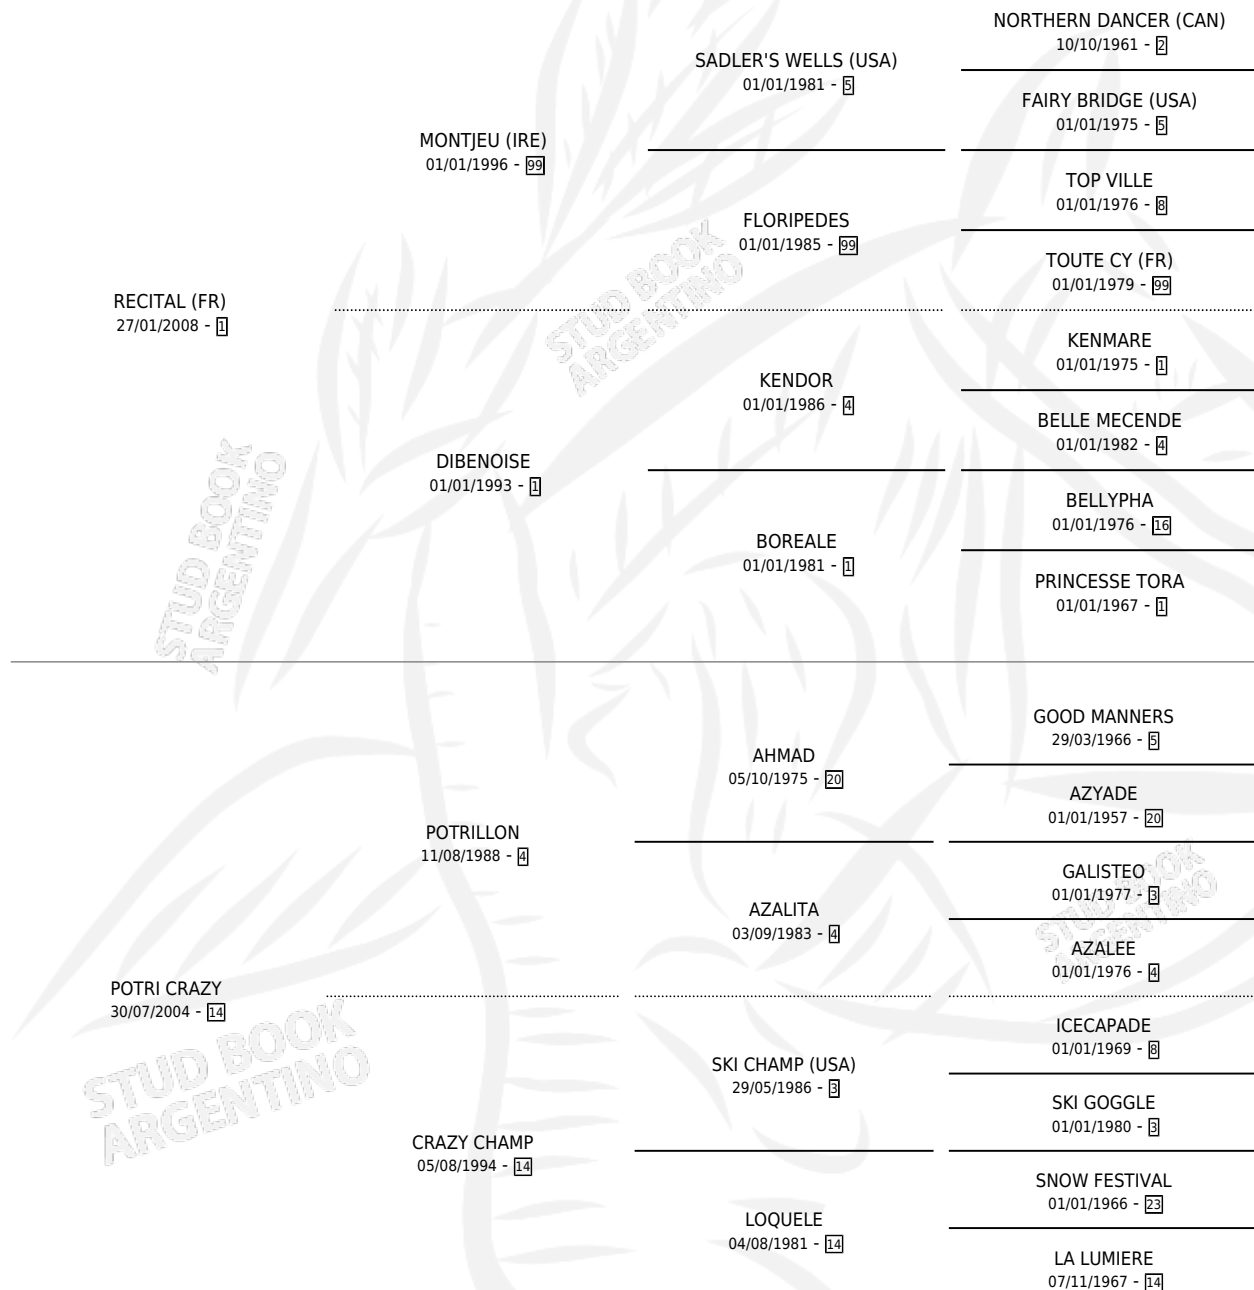 NORTHERN DANCER (CAN)
10/10/1961 - 2
SADLER'S WELLS (USA)
01/01/1981 - 5
FAIRY BRIDGE (USA)
01/01/1975 - 5
MONTJEU (IRE)
01/01/1996 - 99
TOP VILLE
01/01/1976 - 8
FLORIPEDES
01/01/1985 - 99
TOUTE CY (FR)
01/01/1979 - 99
RECITAL (FR)
27/01/2008 - 1
KENMARE
01/01/1975 - 1
KENDOR
01/01/1986 - 4
BELLE MECENDE
01/01/1982 - 4
DIBENOISE
01/01/1993 - 1
BELLYPHA
01/01/1976 - 16
BOREALE
01/01/1981 - 1
PRINCESSE TORA
01/01/1967 - 1
GOOD MANNERS
29/03/1966 - 5
AHMAD
05/10/1975 - 20
AZYADE
01/01/1957 - 20
POTRILLON
11/08/1988 - 4
GALISTEO
01/01/1977 - 3
AZALITA
03/09/1983 - 4
AZALEE
01/01/1976 - 4
POTRI CRAZY
30/07/2004 - 14
ICECAPADE
01/01/1969 - 8
SKI CHAMP (USA)
29/05/1986 - 3
SKI GOGGLE
01/01/1980 - 3
CRAZY CHAMP
05/08/1994 - 14
SNOW FESTIVAL
01/01/1966 - 23
LOQUELE
04/08/1981 - 14
LA LUMIERE
07/11/1967 - 14
STUD BOOK
ARGENTINO
STUD BOOK
ARGENTINO
STUD BOOK
ARGENTINO
STUD BOOK
ARGENTINO